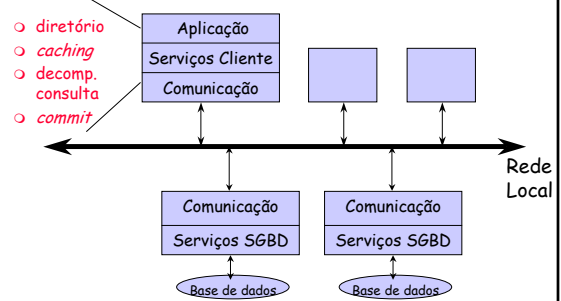 diretório
caching
decomp.
consulta
commit
Aplicação
Serviços Cliente
Comunicação
Rede
Local
Comunicação
Serviços SGBD
Base de dados
Comunicação
Serviços SGBD
Base de dados